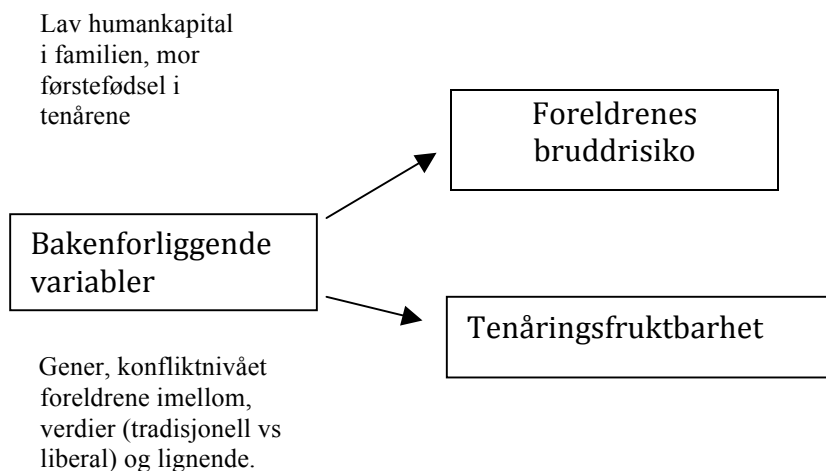 Lav humankapital
i familien, mor
førstefødsel i
tenårene
Foreldrenes
bruddrisiko
Bakenforliggende
variabler
Tenåringsfruktbarhet
Gener, konfliktnivået
foreldrene imellom,
verdier (tradisjonell vs
liberal) og lignende.